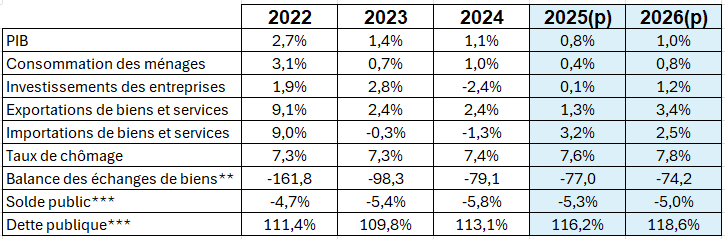 2022 2023 2024 2025(p) 2026(p)
PIB 2,7% 1,4% 1,1% 0,8% 1,0%
Consommation des ménages 3,1% 0,7% 1,0% 0,4% 0,8%
Investissements des entreprises 1,9% 2,8% -2,4% 0,1% 1,2%
Exportations de biens et services 9,1% 2,4% 2,4% 1,3% 3,4%
Importations de biens et services 9,0% -0,3% -1,3% 3,2% 2,5%
Taux de chômage 7,3% 7,3% 7,4% 7,6% 7,8%
Balance des échanges de biens** -161,8 -98,3 -79,1 -77,0 -74,2
Solde public*** -4,7% -5,4% -5,8% -5,3% -5,0%
Dette publique*** 111,4% 109,8% 113,1% 116,2% 118,6%